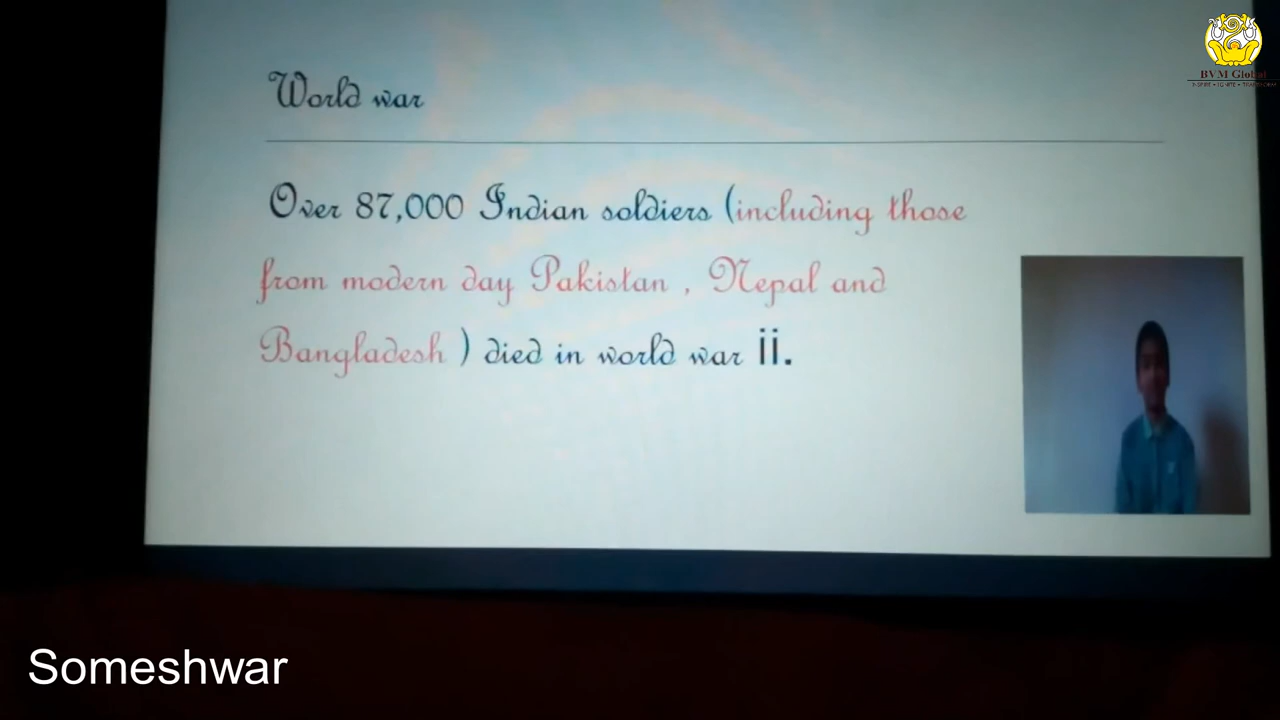 BVM Global
World war
Over 87,000 Indian soldiers (including those
from modern day Pakistan , Nepal and
Bangladesh ) died in world war ii.
Someshwar